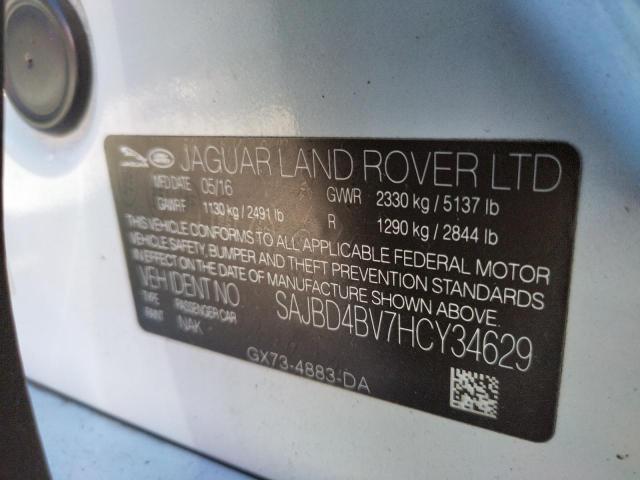 JAGUAR LAND ROVER LTD
MFD DATE 05/16 GWWR 2330 kg / 5137 lb
GAWR F 1130 kg / 2491 lb R 1290 kg / 2844 lb
THIS VEHICLE CONFORMS TO ALL APPLICABLE FEDERAL MOTOR
VEHICLE SAFETY, BUMPER AND THEFT PREVENTION STANDARDS
IN EFFECT ON THE DATE OF MANUFACTURE SHOWN ABOVE.
VEH IDENT NO SAJBD4BV7HCY34629
TYPE PASSENGER CAR
PAINT NAK
GX73-4883-DA